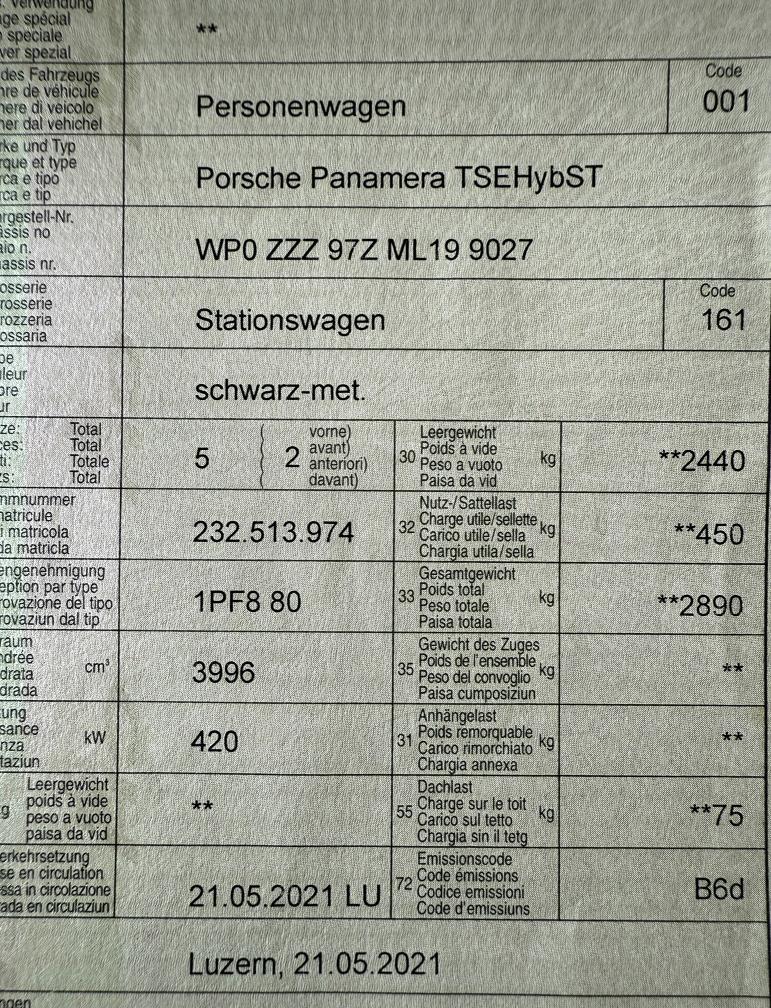 Verwendung
ge spécial
speciale
ver spezial
**
des Fahrzeugs
re de véhicule
ere di veicolo
er dal vehichel
Personenwagen
Code
001
rke und Typ
rque et type
rca e tipo
rca e tip
Porsche Panamera TSEHybST
rgestell-Nr.
assis no
aio n.
assis nr.
WP0 ZZZ 97Z ML19 9027
osserie
rosserie
rozzeria
ossaria
Stationswagen
Code
161
be
leur
ore
ur
schwarz-met.
ze: Total
ces: Total
ti: Totale
zs: Total
5 ( 2 vorne)
avant)
anteriori)
davant)
30 Leergewicht
Poids à vide
Peso a vuoto
Paisa da vid
kg
**2440
mmnummer
matricule
i matricola
da matricla
232.513.974
32 Nutz-/Sattellast
Charge utile/sellette
Carico utile/sella
Chargia utila/sella
kg
**450
engenehmigung
eption par type
rovazione del tipo
rovaziun dal tip
1PF8 80
33 Gesamtgewicht
Poids total
Peso totale
Paisa totala
kg
**2890
raum
ndrée
drata
drada
cm³
3996
35 Gewicht des Zuges
Poids de l'ensemble
Peso del convoglio
Paisa cumposiziun
kg
**
ung
sance
nza
taziun
kW
420
31 Anhängelast
Poids remorquable
Carico rimorchiato
Chargia annexa
kg
**
g Leergewicht
poids à vide
peso a vuoto
paisa da vid
**
55 Dachlast
Charge sur le toit
Carico sul tetto
Chargia sin il tetg
kg
**75
erkehrsetzung
se en circulation
ssa in circolazione
ada en circulaziun
21.05.2021 LU
72 Emissionscode
Code émissions
Codice emissioni
Code d'emissiuns
B6d
Luzern, 21.05.2021
ngen